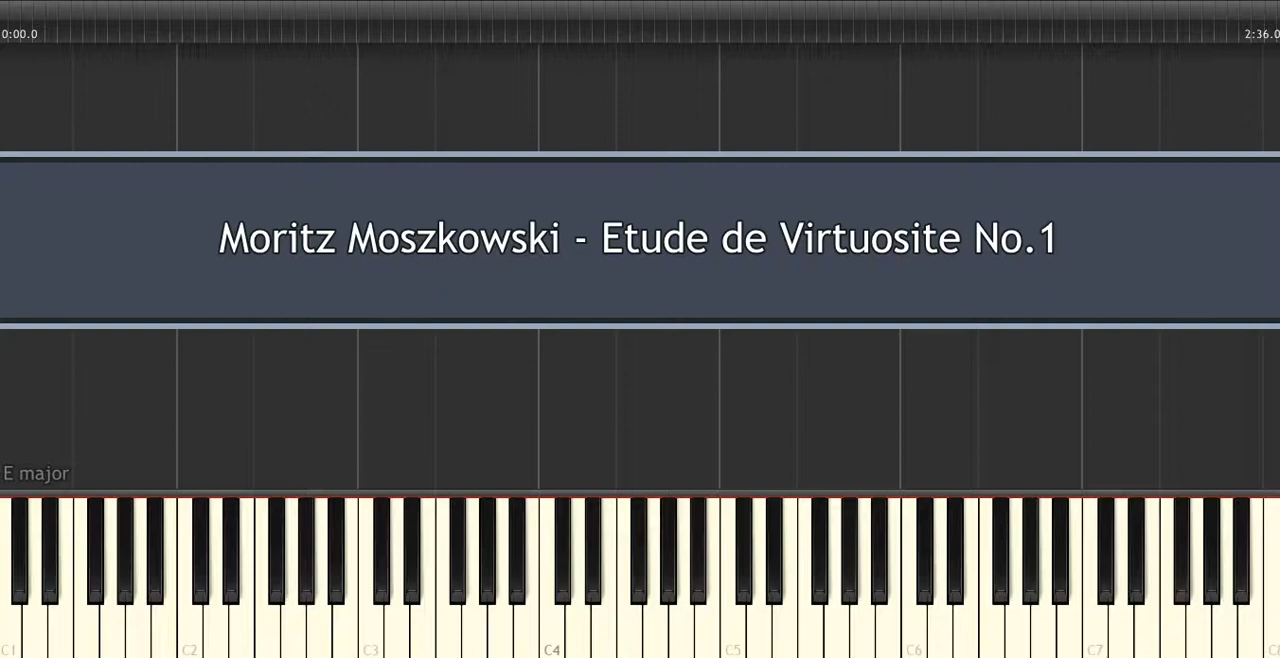 0:00.0 2:36.0
Moritz Moszkowski - Etude de Virtuosite No.1
E major
C1 C2 C3 C4 C5 C6 C7